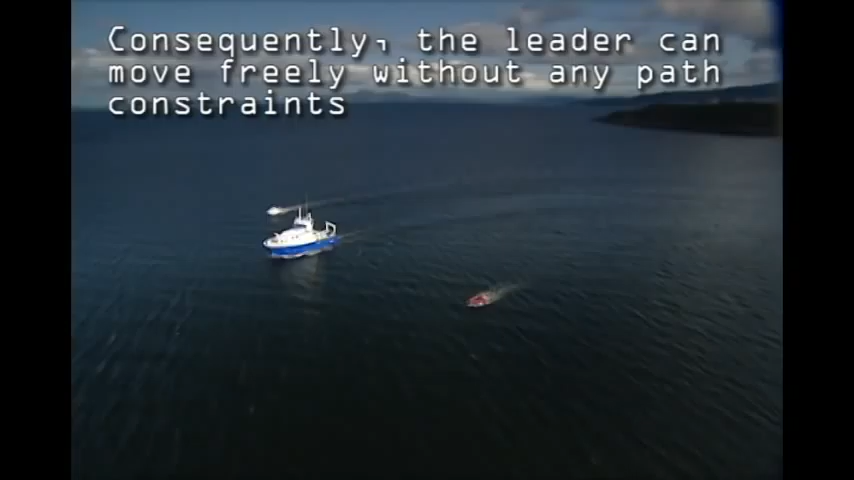 Consequently, the leader can
move freely without any path
constraints